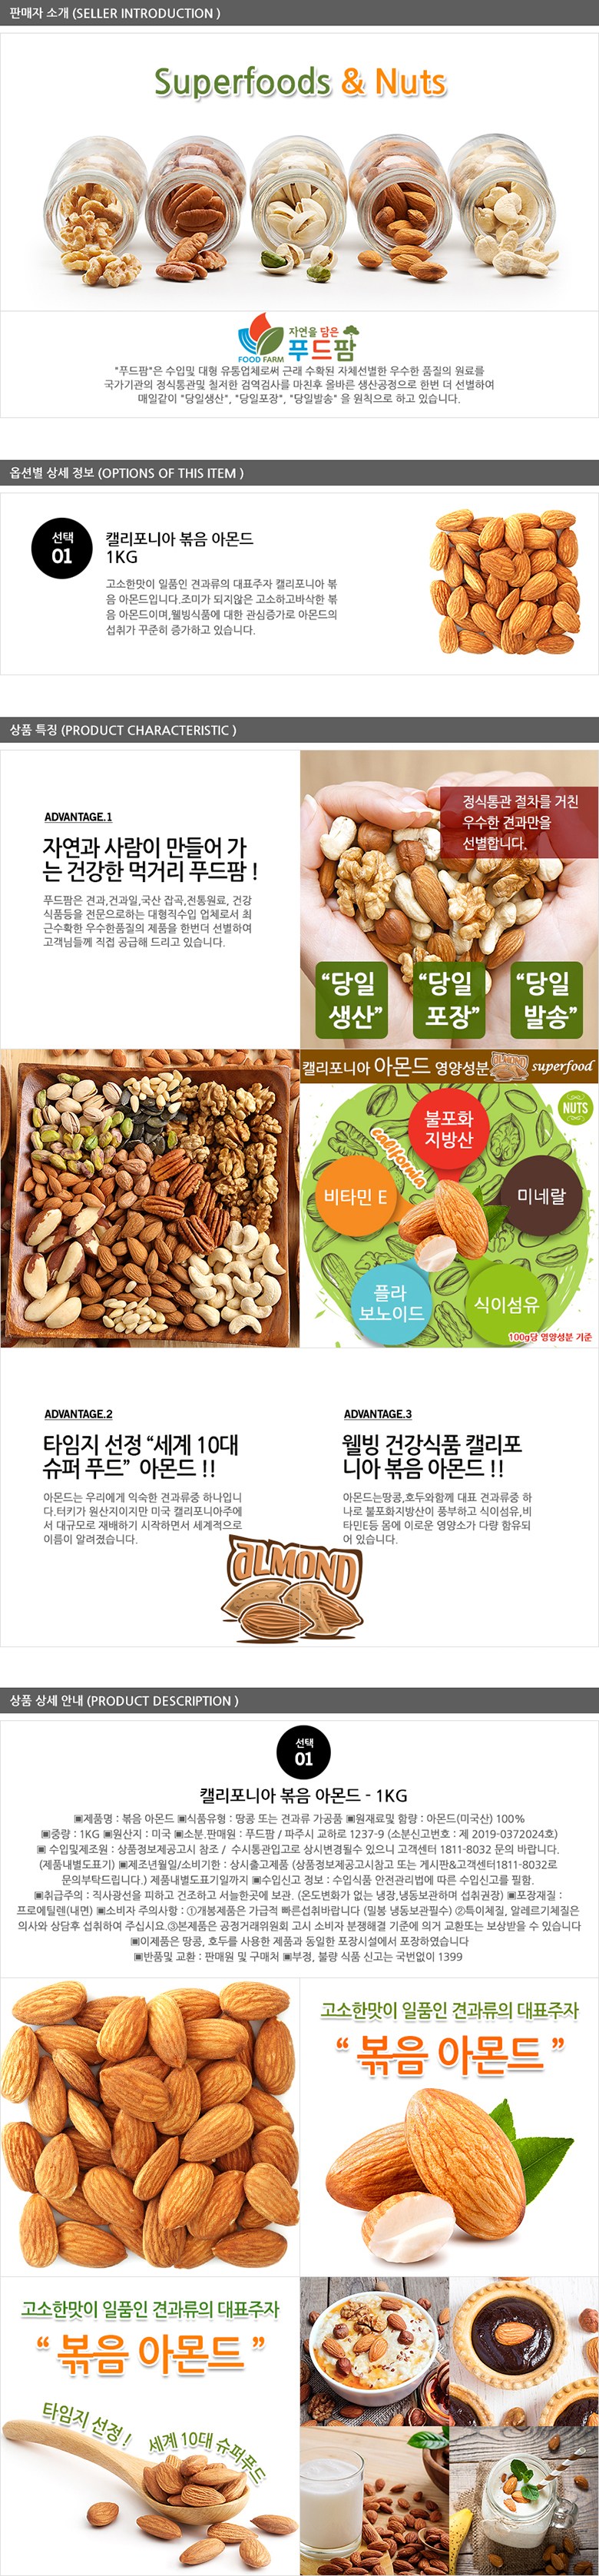 판매자 소개 (SELLER INTRODUCTION )
Superfoods & Nuts
자연을 담은
푸드팜
FOOD FARM
"푸드팜"은 수입및 대형 유통업체로써 근래 수확된 자체선별한 우수한 품질의 원료를
국가기관의 정식통관및 철저한 검역검사를 마친후 올바른 생산공정으로 한번 더 선별하여
매일같이 "당일생산", "당일포장", "당일발송" 을 원칙으로 하고 있습니다.
옵션별 상세 정보 (OPTIONS OF THIS ITEM )
선택
01
캘리포니아 볶음 아몬드
1KG
고소한맛이 일품인 견과류의 대표주자 캘리포니아 볶
음 아몬드입니다.조미가 되지않은 고소하고바삭한 볶
음 아몬드이며,웰빙식품에 대한 관심증가로 아몬드의
섭취가 꾸준히 증가하고 있습니다.
상품 특징 (PRODUCT CHARACTERISTIC )
ADVANTAGE.1
자연과 사람이 만들어 가
는 건강한 먹거리 푸드팜 !
푸드팜은 견과,건과일,국산 잡곡,전통원료, 건강
식품등을 전문으로하는 대형직수입 업체로서 최
근수확한 우수한품질의 제품을 한번더 선별하여
고객님들께 직접 공급해 드리고 있습니다.
정식통관 절차를 거친
우수한 견과만을
선별합니다.
“당일
생산”
“당일
포장”
“당일
발송”
캘리포니아 아몬드 영양성분 ALMOND superfood
NUTS
california
불포화
지방산
비타민 E
미네랄
플라
보노이드
식이섬유
100g당 영양성분 기준
ADVANTAGE.2
타임지 선정 “세계 10대
슈퍼 푸드” 아몬드 !!
아몬드는 우리에게 익숙한 견과류중 하나입니
다.터키가 원산지이지만 미국 캘리포니아주에
서 대규모로 재배하기 시작하면서 세계적으로
이름이 알려졌습니다.
ADVANTAGE.3
웰빙 건강식품 캘리포
니아 볶음 아몬드 !!
아몬드는땅콩,호두와함께 대표 견과류중 하
나로 불포화지방산이 풍부하고 식이섬유,비
타민E등 몸에 이로운 영양소가 다량 함유되
어 있습니다.
ALMOND
상품 상세 안내 (PRODUCT DESCRIPTION )
선택
01
캘리포니아 볶음 아몬드 - 1KG
▣제품명 : 볶음 아몬드 ▣식품유형 : 땅콩 또는 견과류 가공품 ▣원재료및 함량 : 아몬드(미국산) 100%
▣중량 : 1KG ▣원산지 : 미국 ▣소분.판매원 : 푸드팜 / 파주시 교하로 1237-9 (소분신고번호 : 제 2019-0372024호)
▣ 수입및제조원 : 상품정보제공고시 참조 / 수시통관입고로 상시변경될수 있으니 고객센터 1811-8032 문의 바랍니다.
(제품내별도표기) ▣제조년월일/소비기한 : 상시출고제품 (상품정보제공고시참고 또는 게시판&고객센터1811-8032로
문의부탁드립니다.) 제품내별도표기일까지 ▣수입신고 정보 : 수입식품 안전관리법에 따른 수입신고를 필함.
▣취급주의 : 직사광선을 피하고 건조하고 서늘한곳에 보관. (온도변화가 없는 냉장,냉동보관하며 섭취권장) ▣포장재질 :
프로에틸렌(내면) ▣소비자 주의사항 : ①개봉제품은 가급적 빠른섭취바랍니다 (밀봉 냉동보관필수) ②특이체질, 알레르기체질은
의사와 상담후 섭취하여 주십시요.③본제품은 공정거래위원회 고시 소비자 분쟁해결 기준에 의거 교환또는 보상받을 수 있습니다
▣이제품은 땅콩, 호두를 사용한 제품과 동일한 포장시설에서 포장하였습니다
▣반품및 교환 : 판매원 및 구매처 ▣부정, 불량 식품 신고는 국번없이 1399
고소한맛이 일품인 견과류의 대표주자
“ 볶음 아몬드 ”
고소한맛이 일품인 견과류의 대표주자
“ 볶음 아몬드 ”
타임지 선정 ! 세계 10대 슈퍼푸드